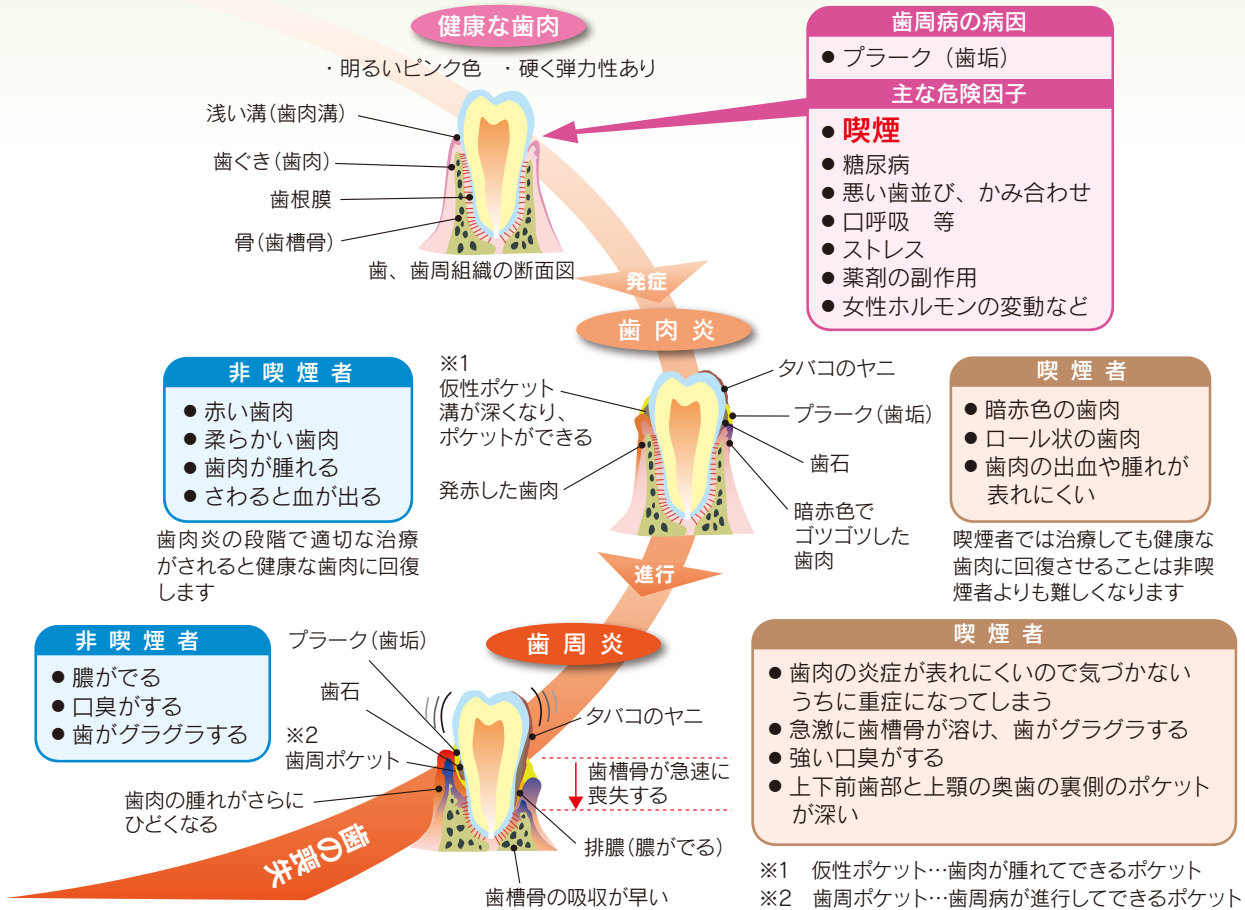 健康な歯肉
・明るいピンク色　・硬く弾力性あり
浅い溝(歯肉溝)
歯ぐき(歯肉)
歯根膜
骨(歯槽骨)
歯、歯周組織の断面図
歯周病の病因
● プラーク（歯垢）
主な危険因子
● 喫煙
● 糖尿病
● 悪い歯並び、かみ合わせ
● 口呼吸　等
● ストレス
● 薬剤の副作用
● 女性ホルモンの変動など
発症
歯肉炎
非喫煙者
● 赤い歯肉
● 柔らかい歯肉
● 歯肉が腫れる
● さわると血が出る
歯肉炎の段階で適切な治療
がされると健康な歯肉に回復
します
※1
仮性ポケット
溝が深くなり、
ポケットができる
発赤した歯肉
タバコのヤニ
プラーク(歯垢)
歯石
暗赤色で
ゴツゴツした
歯肉
喫煙者
● 暗赤色の歯肉
● ロール状の歯肉
● 歯肉の出血や腫れが
表れにくい
喫煙者では治療しても健康な
歯肉に回復させることは非喫
煙者よりも難しくなります
進行
歯周炎
非喫煙者
● 膿がでる
● 口臭がする
● 歯がグラグラする
プラーク(歯垢)
歯石
※2
歯周ポケット
歯肉の腫れがさらに
ひどくなる
タバコのヤニ
歯槽骨が急速に
喪失する
排膿(膿がでる)
歯槽骨の吸収が早い
喫煙者
● 歯肉の炎症が表れにくいので気づかない
うちに重症になってしまう
● 急激に歯槽骨が溶け、歯がグラグラする
● 強い口臭がする
● 上下前歯部と上顎の奥歯の裏側のポケット
が深い
歯の喪失
※1　仮性ポケット…歯肉が腫れてできるポケット
※2　歯周ポケット…歯周病が進行してできるポケット